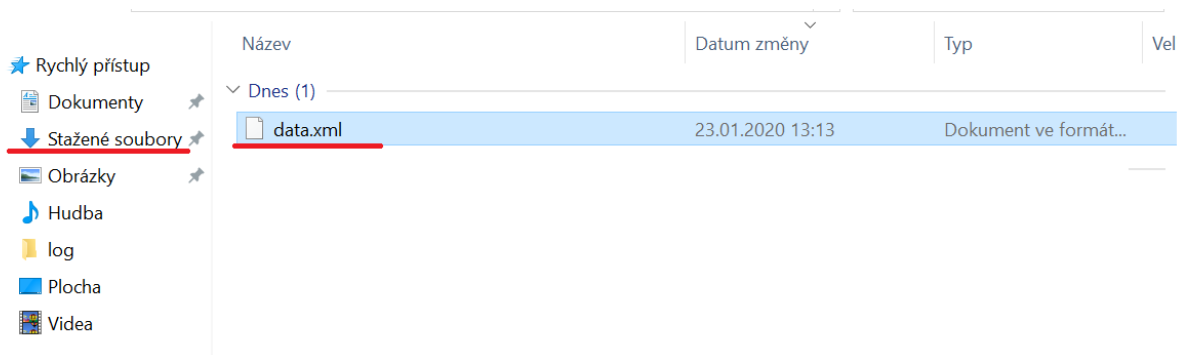 Název Datum změny Typ Vel
Rychlý přístup
Dokumenty
Stažené soubory
Obrázky
Hudba
log
Plocha
Videa
Dnes (1)
data.xml 23.01.2020 13:13 Dokument ve formát...